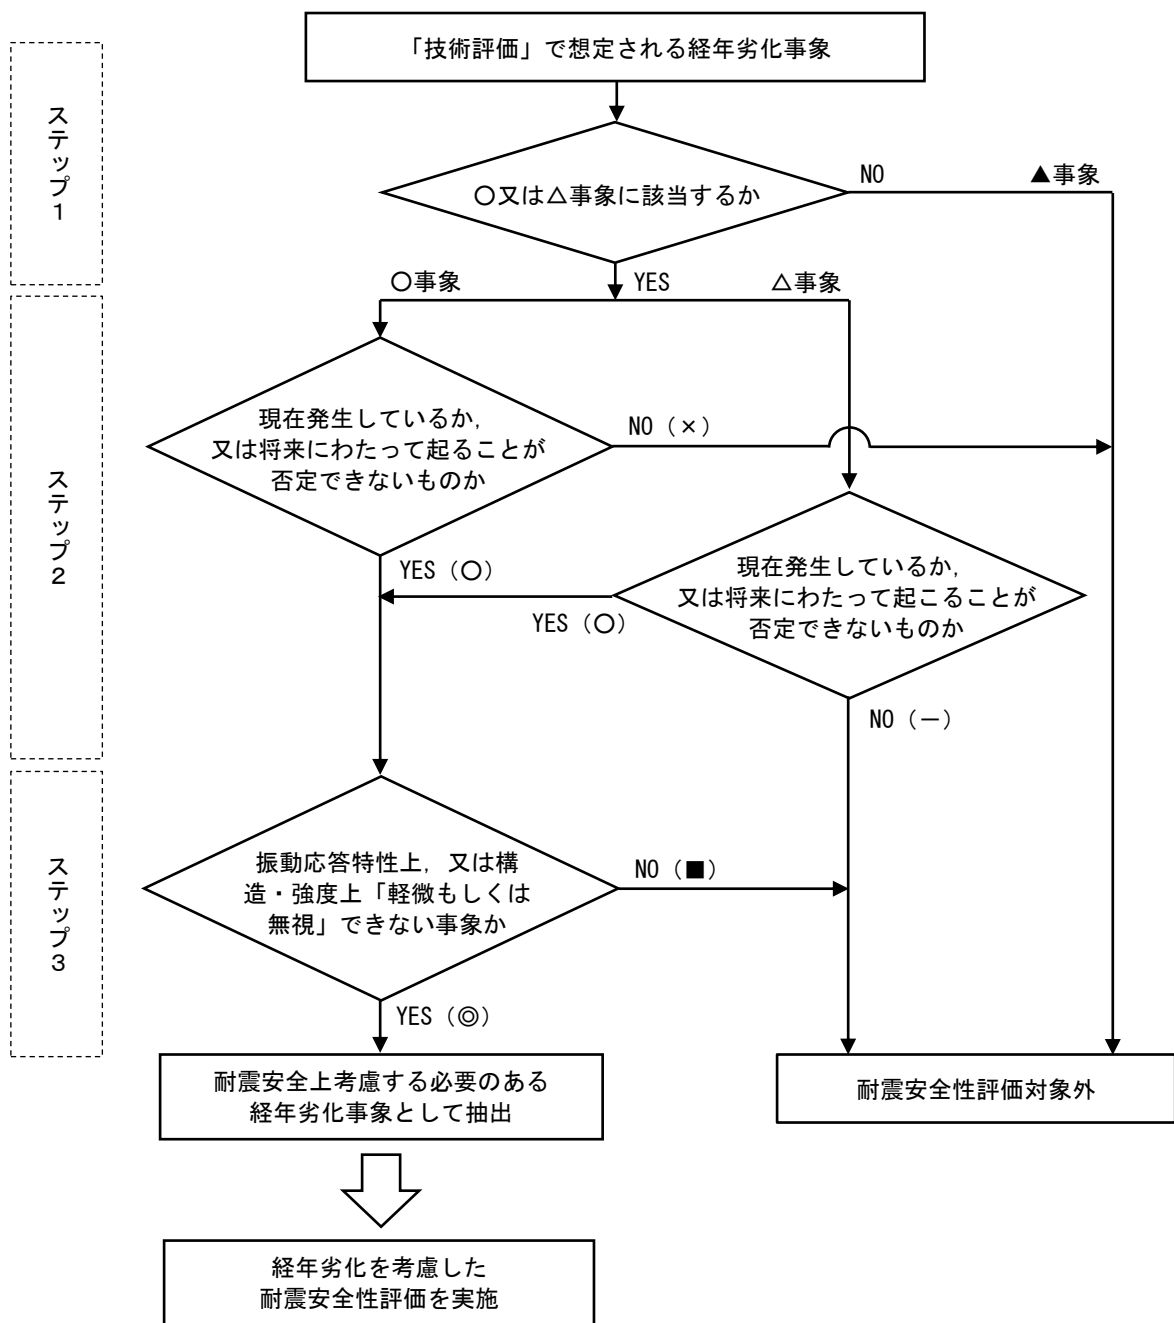 「技術評価」で想定される経年劣化事象
ステップ1
○又は△事象に該当するか
NO
▲事象
○事象
YES
△事象
ステップ2
現在発生しているか,
又は将来にわたって起ることが
否定できないものか
NO（×）
YES（○）
現在発生しているか,
又は将来にわたって起こることが
否定できないものか
YES（○）
NO（－）
ステップ3
振動応答特性上，又は構
造・強度上「軽微もしくは
無視」できない事象か
NO（■）
YES（◎）
耐震安全上考慮する必要のある
経年劣化事象として抽出
耐震安全性評価対象外
経年劣化を考慮した
耐震安全性評価を実施